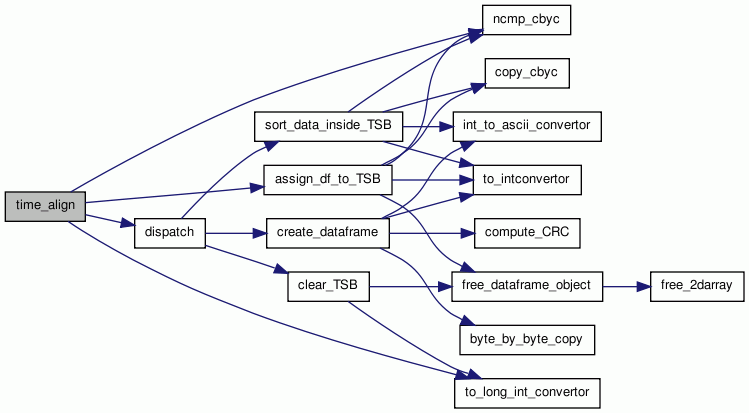 ncmp_cbyc
copy_cbyc
sort_data_inside_TSB
int_to_ascii_convertor
assign_df_to_TSB
to_intconvertor
time_align
dispatch
create_dataframe
compute_CRC
clear_TSB
free_dataframe_object
free_2darray
byte_by_byte_copy
to_long_int_convertor